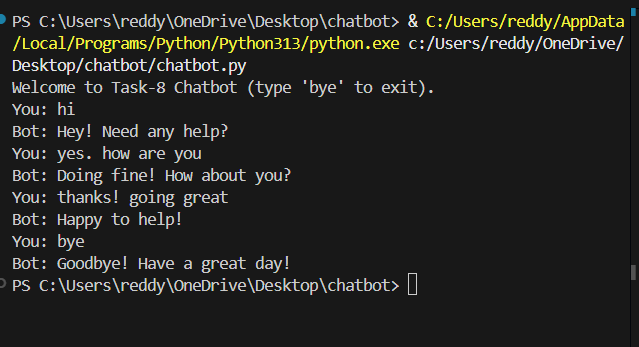 PS C:\Users\reddy\OneDrive\Desktop\chatbot> & C:/Users/reddy/AppData
/Local/Programs/Python/Python313/python.exe c:/Users/reddy/OneDrive/
Desktop/chatbot/chatbot.py
Welcome to Task-8 Chatbot (type 'bye' to exit).
You: hi
Bot: Hey! Need any help?
You: yes. how are you
Bot: Doing fine! How about you?
You: thanks! going great
Bot: Happy to help!
You: bye
Bot: Goodbye! Have a great day!
PS C:\Users\reddy\OneDrive\Desktop\chatbot>